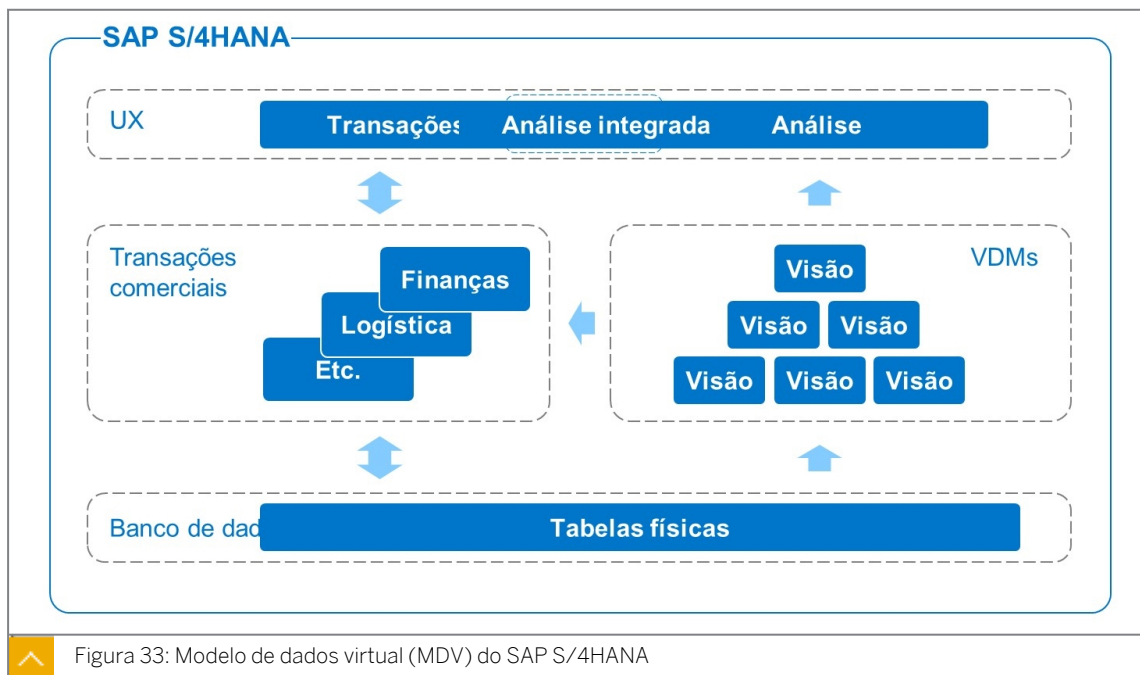 SAP S/4HANA
UX
Transações
Análise integrada
Análise
Transações
comerciais
Finanças
Logística
Etc.
VDMs
Visão
Visão
Visão
Visão
Visão
Visão
Banco de dad
Tabelas físicas
Figura 33: Modelo de dados virtual (MDV) do SAP S/4HANA